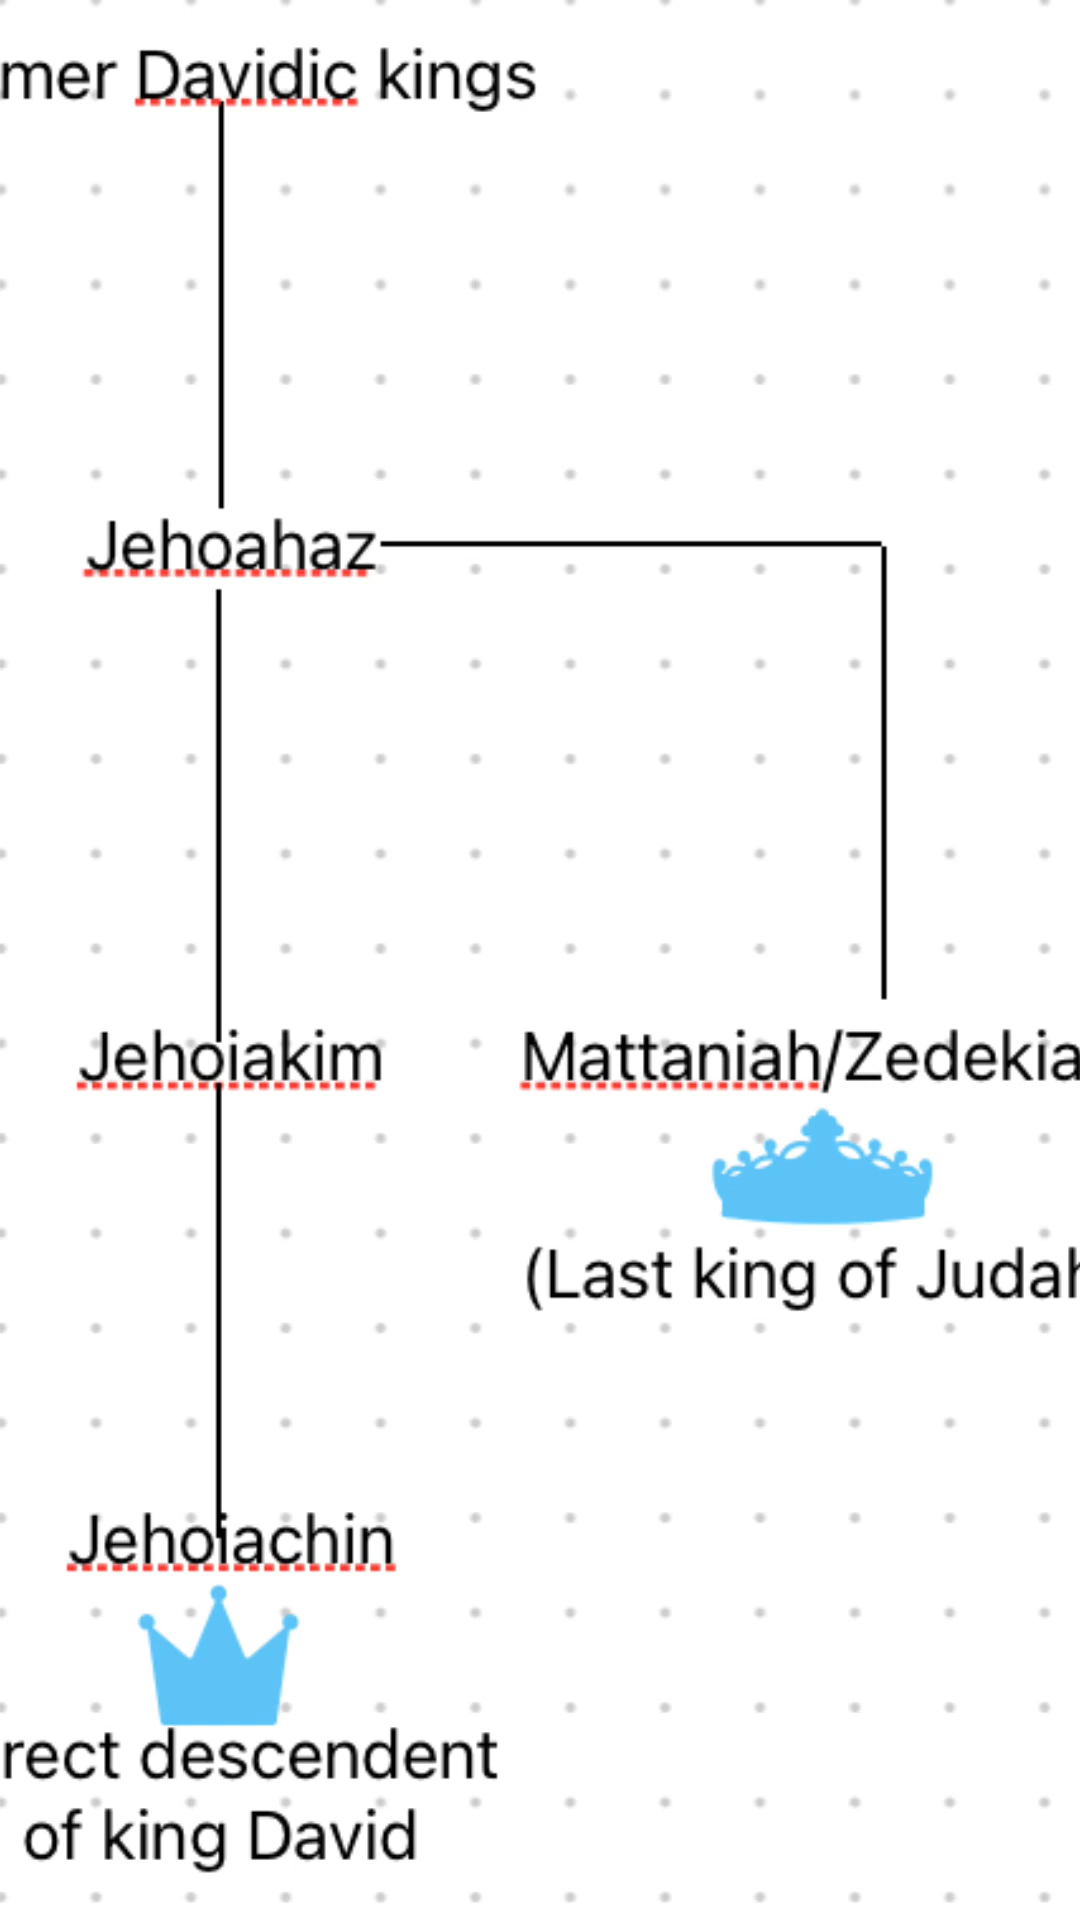 mer Davidic kings
Jehoahaz
Jehoiakim
Mattaniah/Zedekia
(Last king of Judah
Jehoiachin
rect descendent
of king David